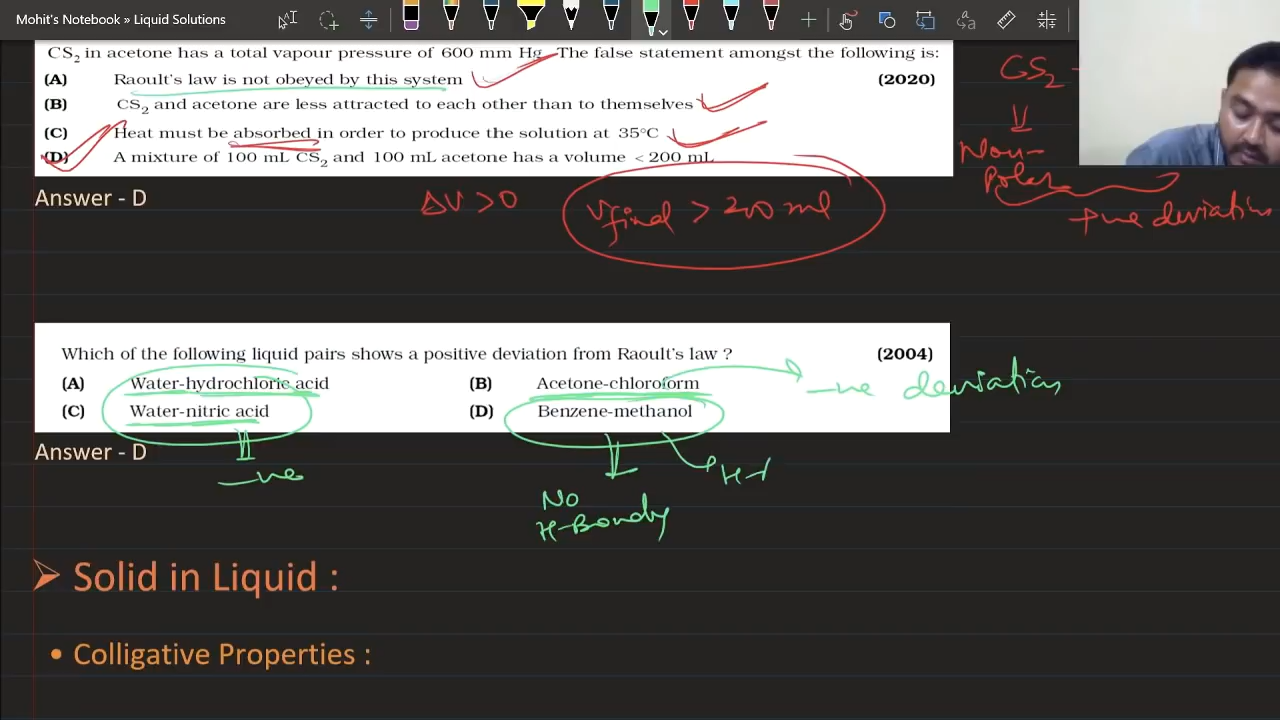 Mohit's Notebook » Liquid Solutions
CS₂ in acetone has a total vapour pressure of 600 mm Hg. The false statement amongst the following is:
(A) Raoult's law is not obeyed by this system (2020)
(B) CS₂ and acetone are less attracted to each other than to themselves
(C) Heat must be absorbed in order to produce the solution at 35°C
(D) A mixture of 100 mL CS₂ and 100 mL acetone has a volume < 200 mL
Answer - D
ΔV > 0
Vfinal > 200 ml
CS₂
Non-
Polar
+ve deviation
Which of the following liquid pairs shows a positive deviation from Raoult's law ? (2004)
(A) Water-hydrochloric acid (B) Acetone-chloroform
-ve deviation
(C) Water-nitric acid (D) Benzene-methanol
Answer - D
-ve
No
H-Bondg
➢ Solid in Liquid :
• Colligative Properties :